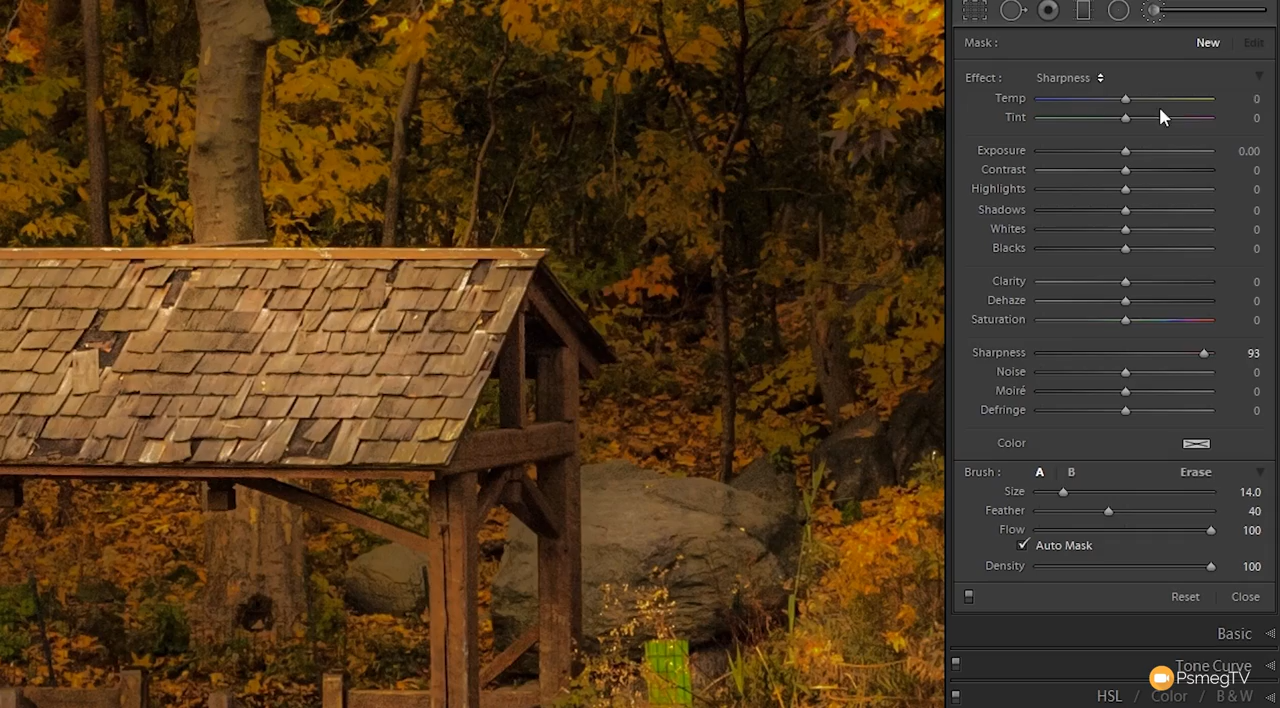 Mask : New Edit
Effect : Sharpness
Temp 0
Tint 0
Exposure 0.00
Contrast 0
Highlights 0
Shadows 0
Whites 0
Blacks 0
Clarity 0
Dehaze 0
Saturation 0
Sharpness 93
Noise 0
Moiré 0
Defringe 0
Color
Brush : A B Erase
Size 14.0
Feather 40
Flow 100
Auto Mask
Density 100
Reset Close
Basic
Tone Curve
PsmegTV
HSL / Color / B & W